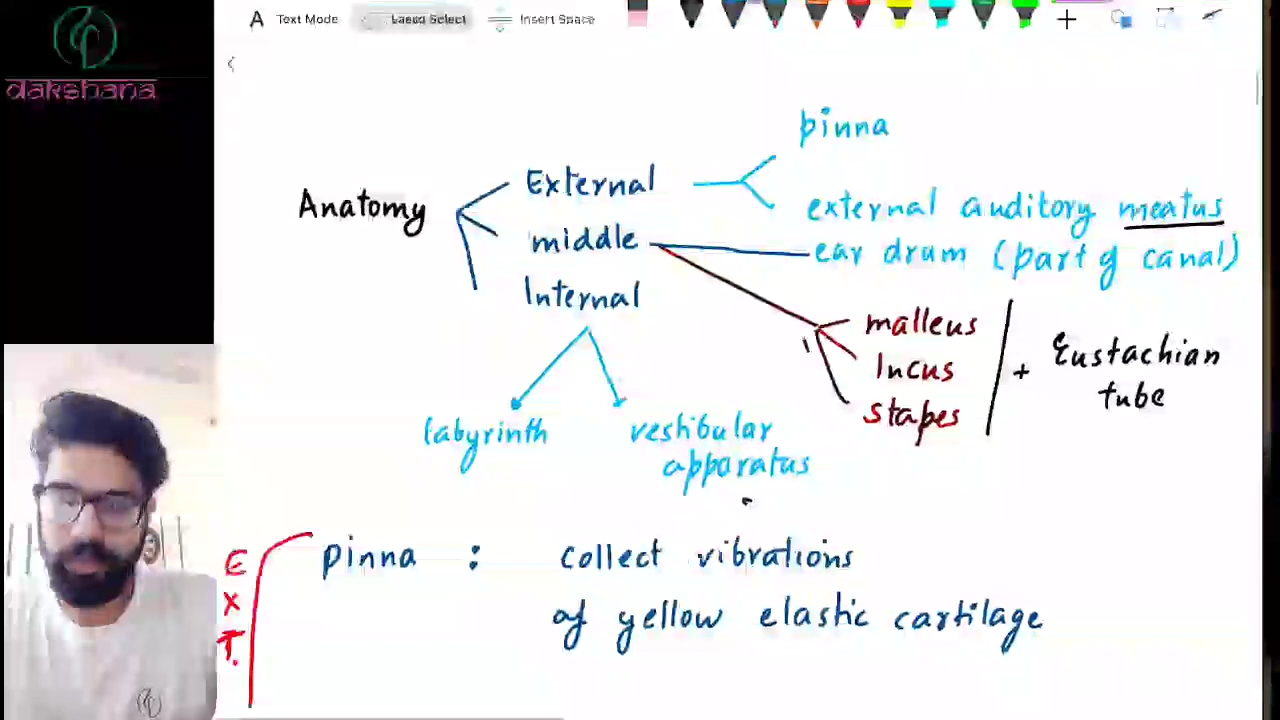 A Text Mode Lasso Select Insert Space
dakshana
pinna
External
Anatomy
external auditory meatus
middle
ear drum (part of canal)
Internal
malleus
Incus
stapes
+ Eustachian
tube
labyrinth
vestibular
apparatus
EXT.
pinna : collect vibrations
of yellow elastic cartilage